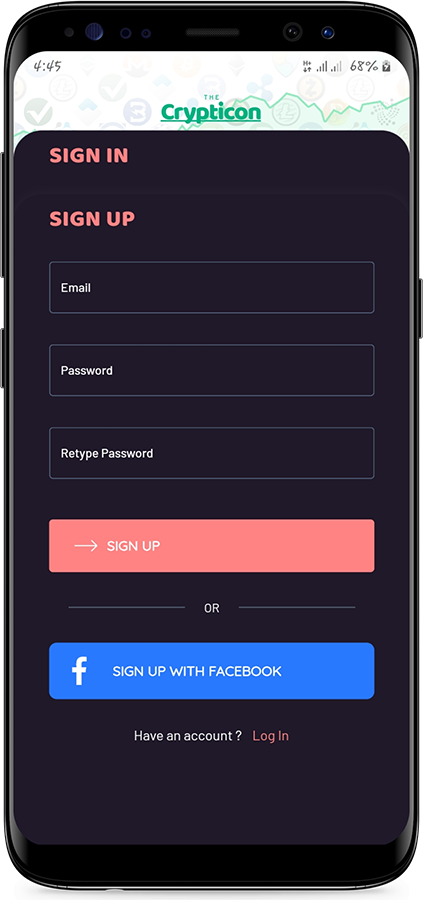 4:45
H+ 68%
THE
Crypticon
SIGN IN
SIGN UP
Email
Password
Retype Password
SIGN UP
OR
SIGN UP WITH FACEBOOK
Have an account ? Log In